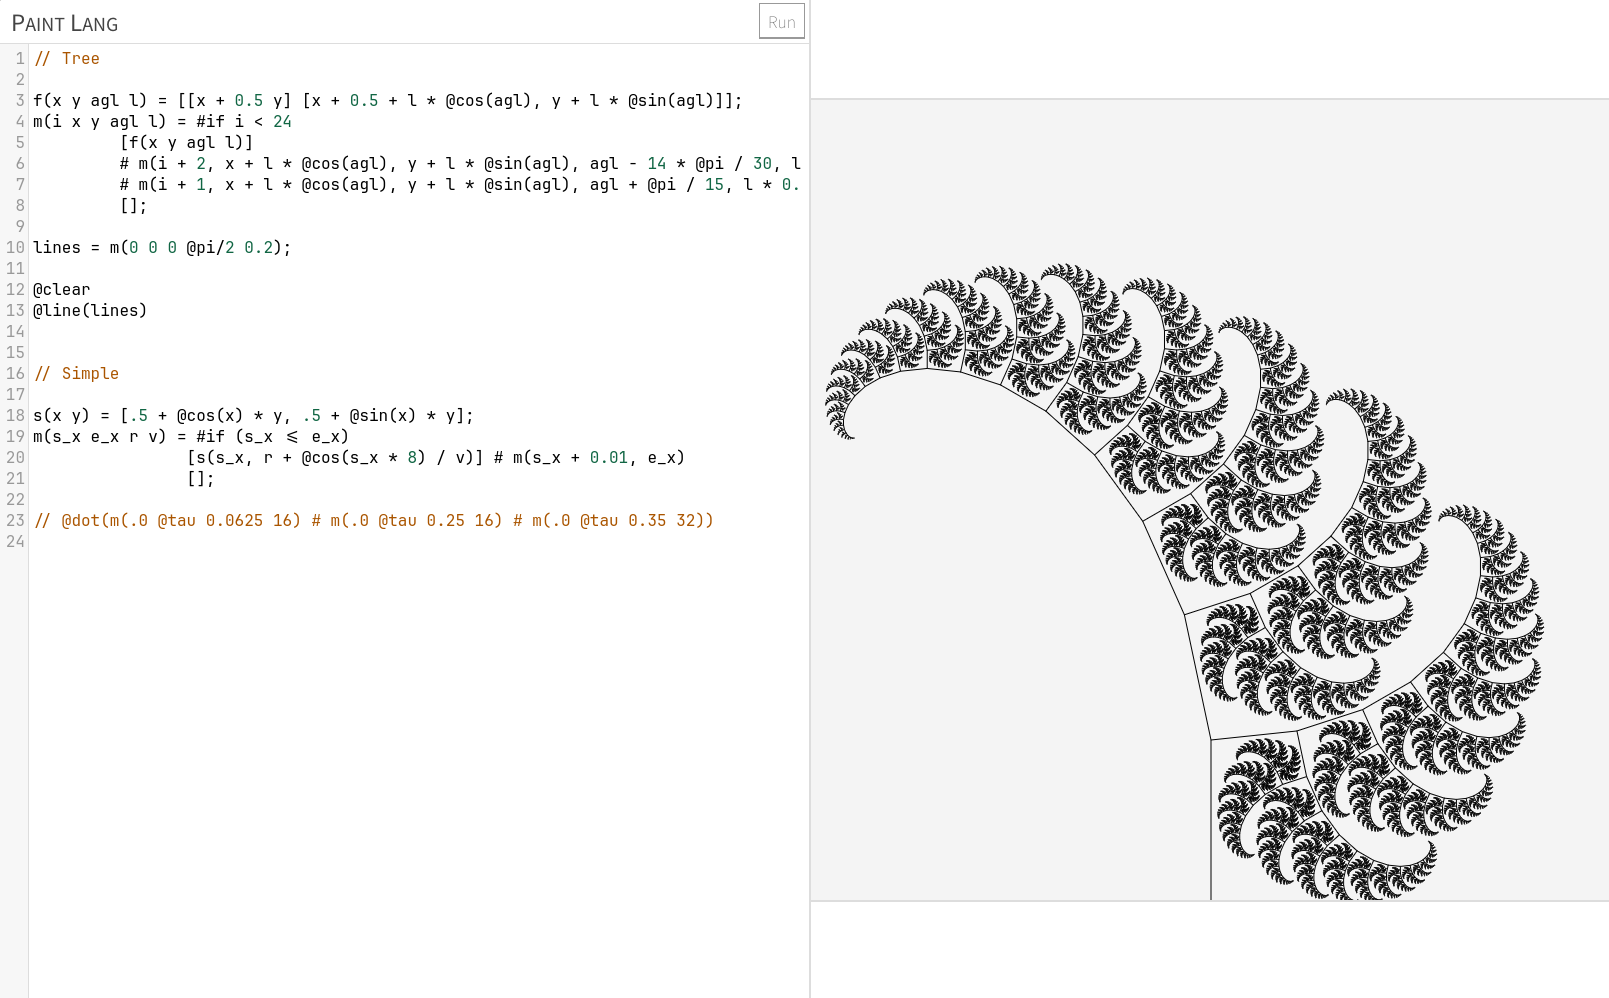 PAINT LANG
Run
1 // Tree
2
3 f(x y agl l) = [[x + 0.5 y] [x + 0.5 + l * @cos(agl), y + l * @sin(agl)]];
4 m(i x y agl l) = #if i < 24
5 [f(x y agl l)]
6 # m(i + 2, x + l * @cos(agl), y + l * @sin(agl), agl - 14 * @pi / 30, l
7 # m(i + 1, x + l * @cos(agl), y + l * @sin(agl), agl + @pi / 15, l * 0.
8 [];
9
10 lines = m(0 0 0 @pi/2 0.2);
11
12 @clear
13 @line(lines)
14
15
16 // Simple
17
18 s(x y) = [.5 + @cos(x) * y, .5 + @sin(x) * y];
19 m(s_x e_x r v) = #if (s_x ⩽ e_x)
20 [s(s_x, r + @cos(s_x * 8) / v)] # m(s_x + 0.01, e_x)
21 [];
22
23 // @dot(m(.0 @tau 0.0625 16) # m(.0 @tau 0.25 16) # m(.0 @tau 0.35 32))
24